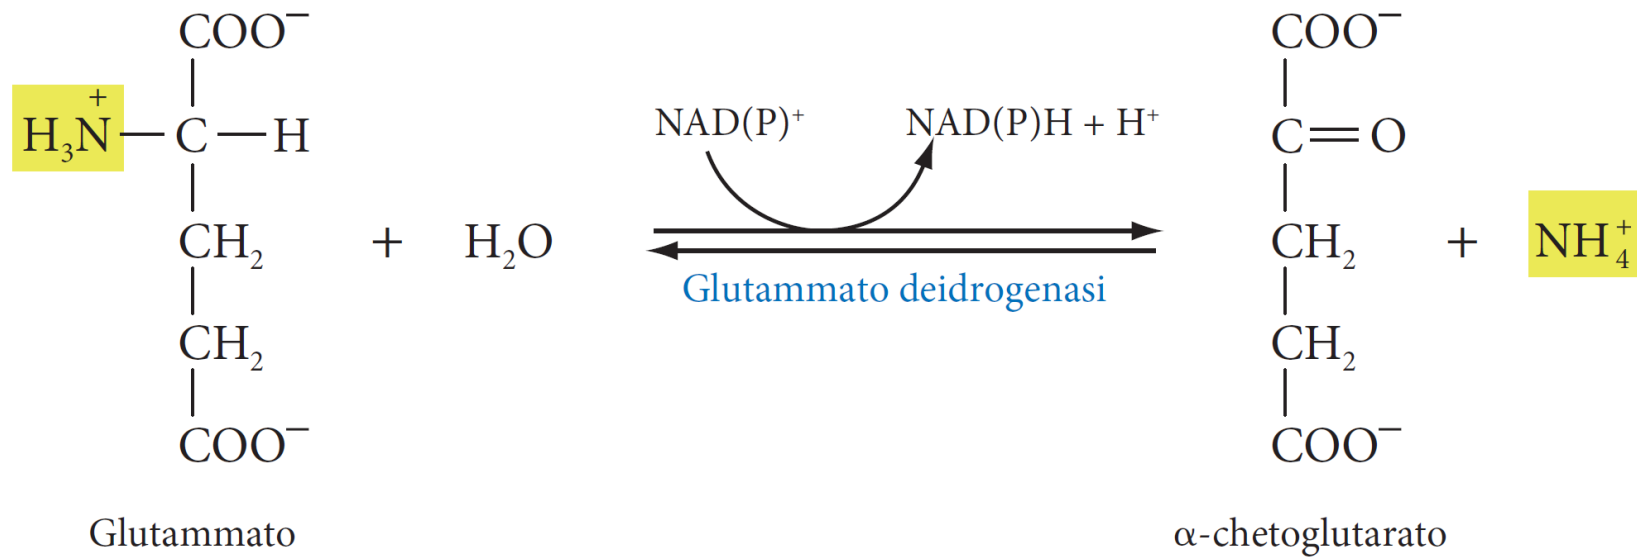 COO⁻
H₃N⁺—C—H
CH₂ + H₂O
CH₂
COO⁻
Glutammato
NAD(P)⁺ NAD(P)H + H⁺
Glutammato deidrogenasi
COO⁻
C=O
CH₂ + NH₄⁺
CH₂
COO⁻
α-chetoglutarato